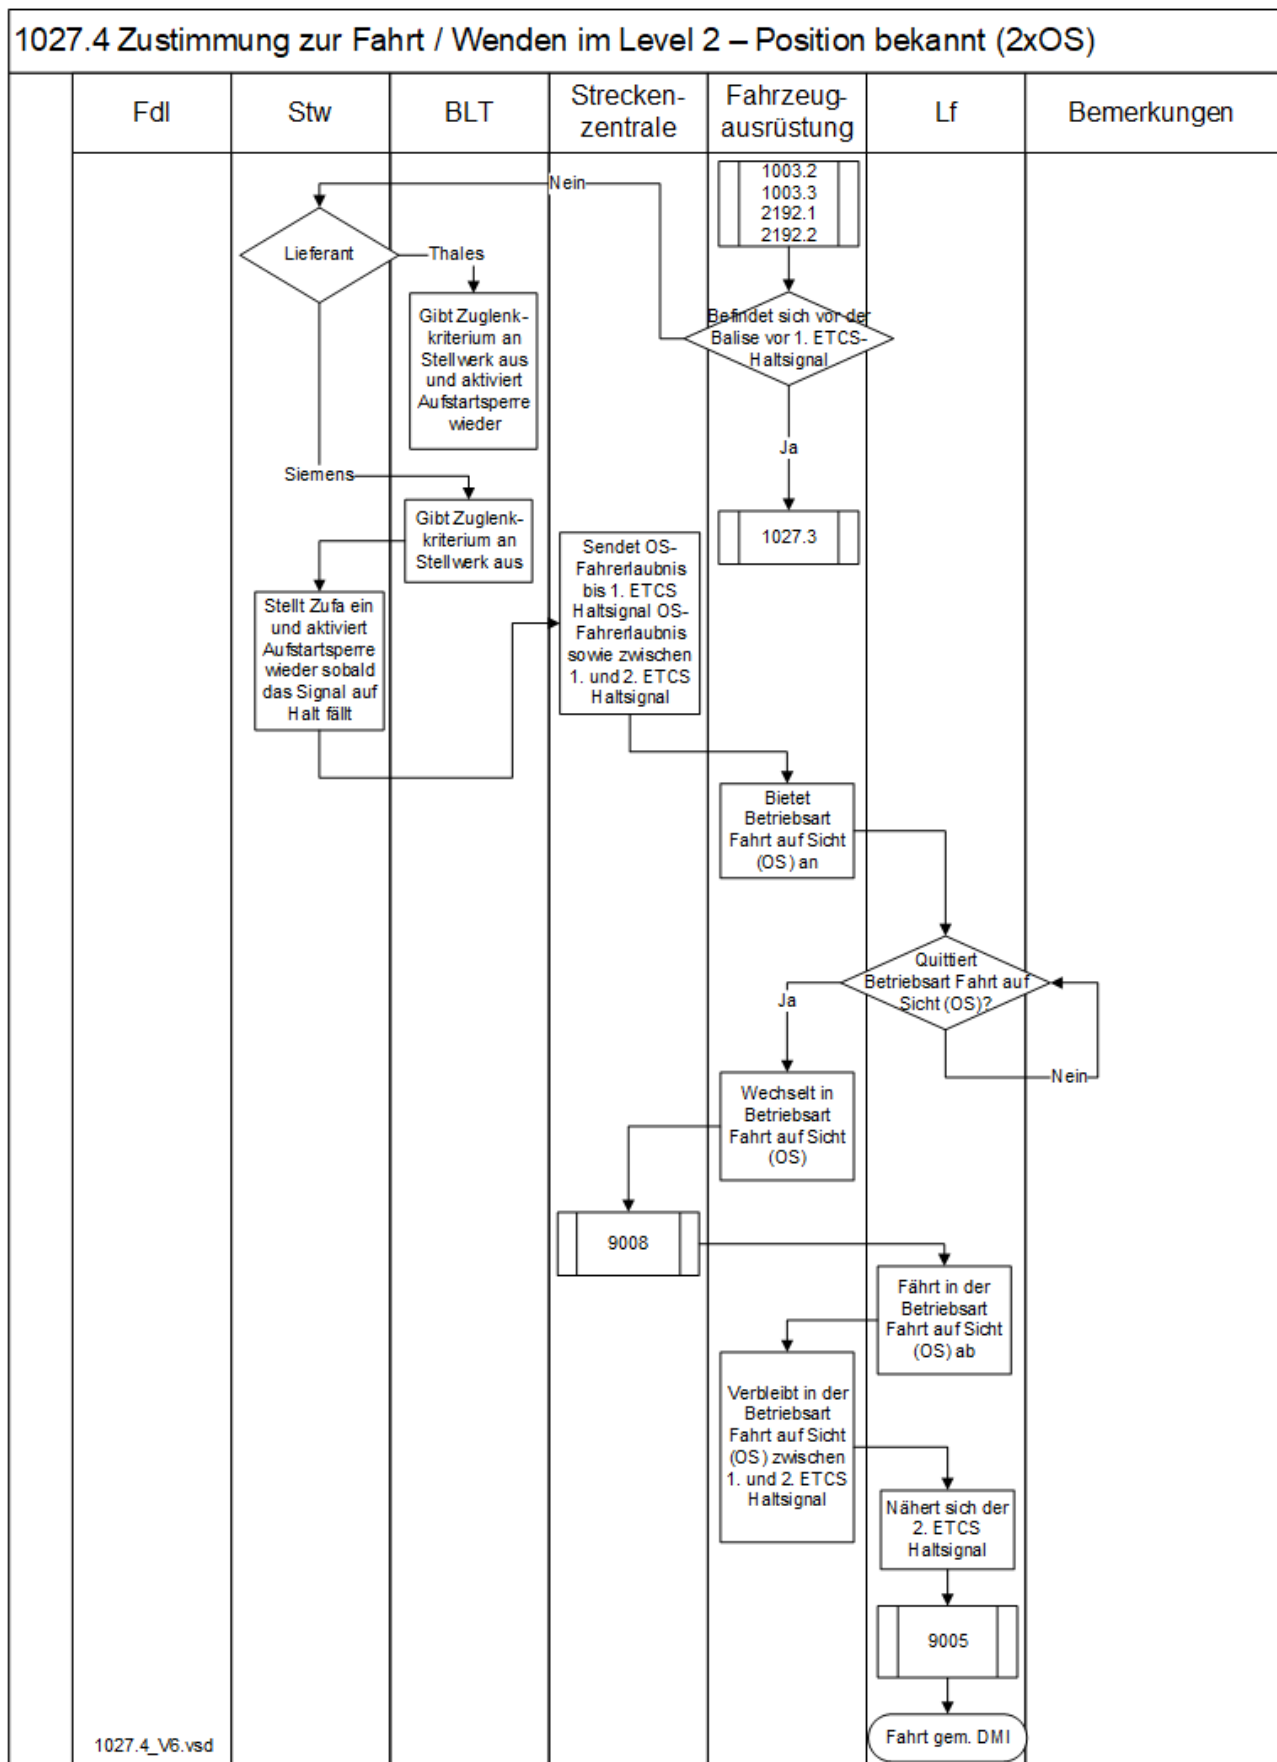 1027.4 Zustimmung zur Fahrt / Wenden im Level 2 – Position bekannt (2xOS)
Fdl
Stw
BLT
Strecken-
zentrale
Fahrzeug-
ausrüstung
Lf
Bemerkungen
1003.2
1003.3
2192.1
2192.2
Nein
Lieferant
Thales
Gibt Zuglenk-
kriterium an
Stellwerk aus
und aktiviert
Aufstartsperre
wieder
Befindet sich vor der
Balise vor 1. ETCS-
Haltsignal
Ja
1027.3
Siemens
Gibt Zuglenk-
kriterium an
Stellwerk aus
Stellt Zufa ein
und aktiviert
Aufstartsperre
wieder sobald
das Signal auf
Halt fällt
Sendet OS-
Fahrerlaubnis
bis 1. ETCS
Haltsignal OS-
Fahrerlaubnis
sowie zwischen
1. und 2. ETCS
Haltsignal
Bietet
Betriebsart
Fahrt auf Sicht
(OS) an
Quittiert
Betriebsart Fahrt auf
Sicht (OS)?
Ja
Nein
Wechselt in
Betriebsart
Fahrt auf Sicht
(OS)
9008
Fährt in der
Betriebsart
Fahrt auf Sicht
(OS) ab
Verbleibt in der
Betriebsart
Fahrt auf Sicht
(OS) zwischen
1. und 2. ETCS
Haltsignal
Nähert sich der
2. ETCS
Haltsignal
9005
Fahrt gem. DMI
1027.4_V6.vsd